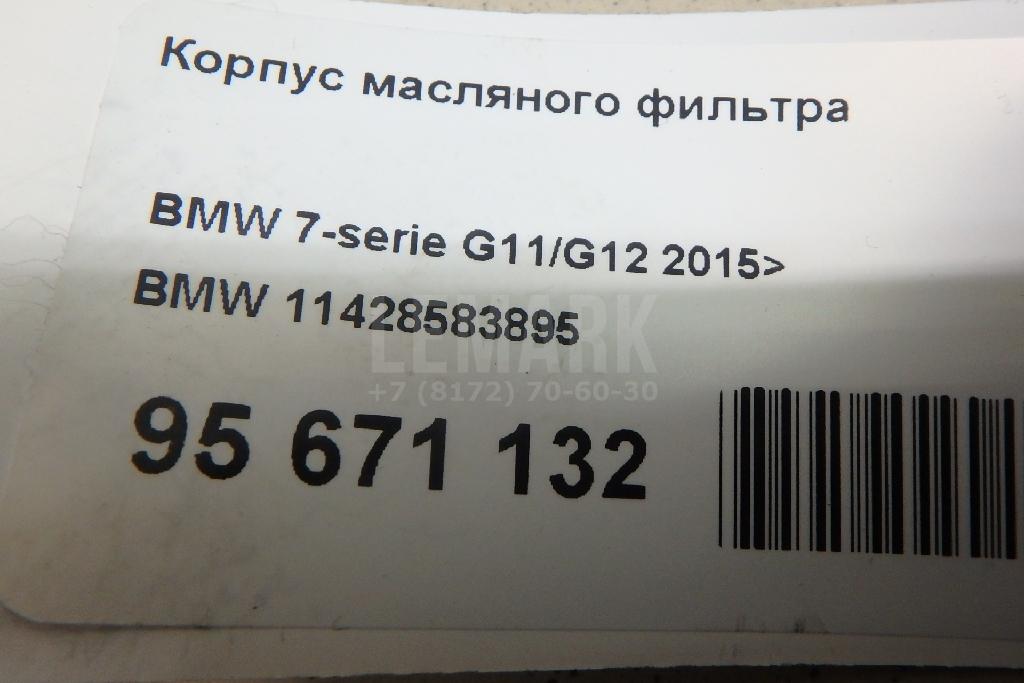 Корпус масляного фильтра
BMW 7-serie G11/G12 2015>
BMW 11428583895
LEMARK
+7 (8172) 70-60-30
95 671 132